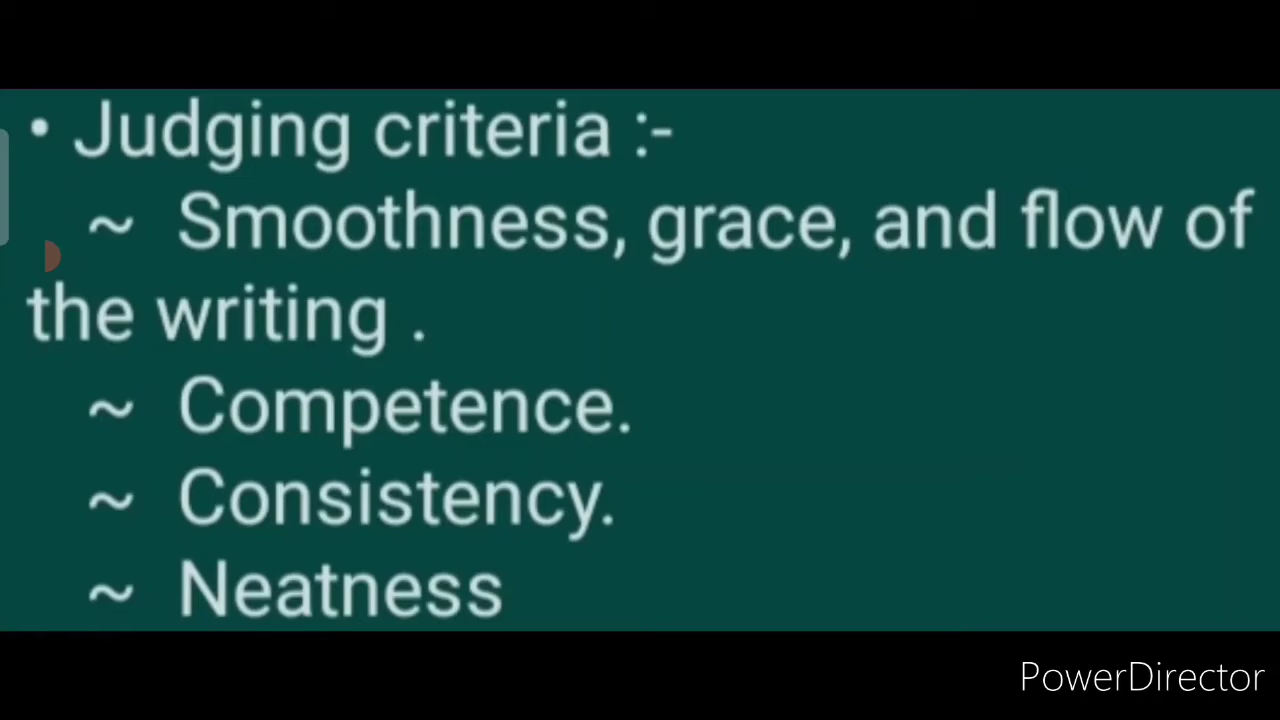 • Judging criteria :-
~ Smoothness, grace, and flow of
the writing .
~ Competence.
~ Consistency.
~ Neatness
PowerDirector